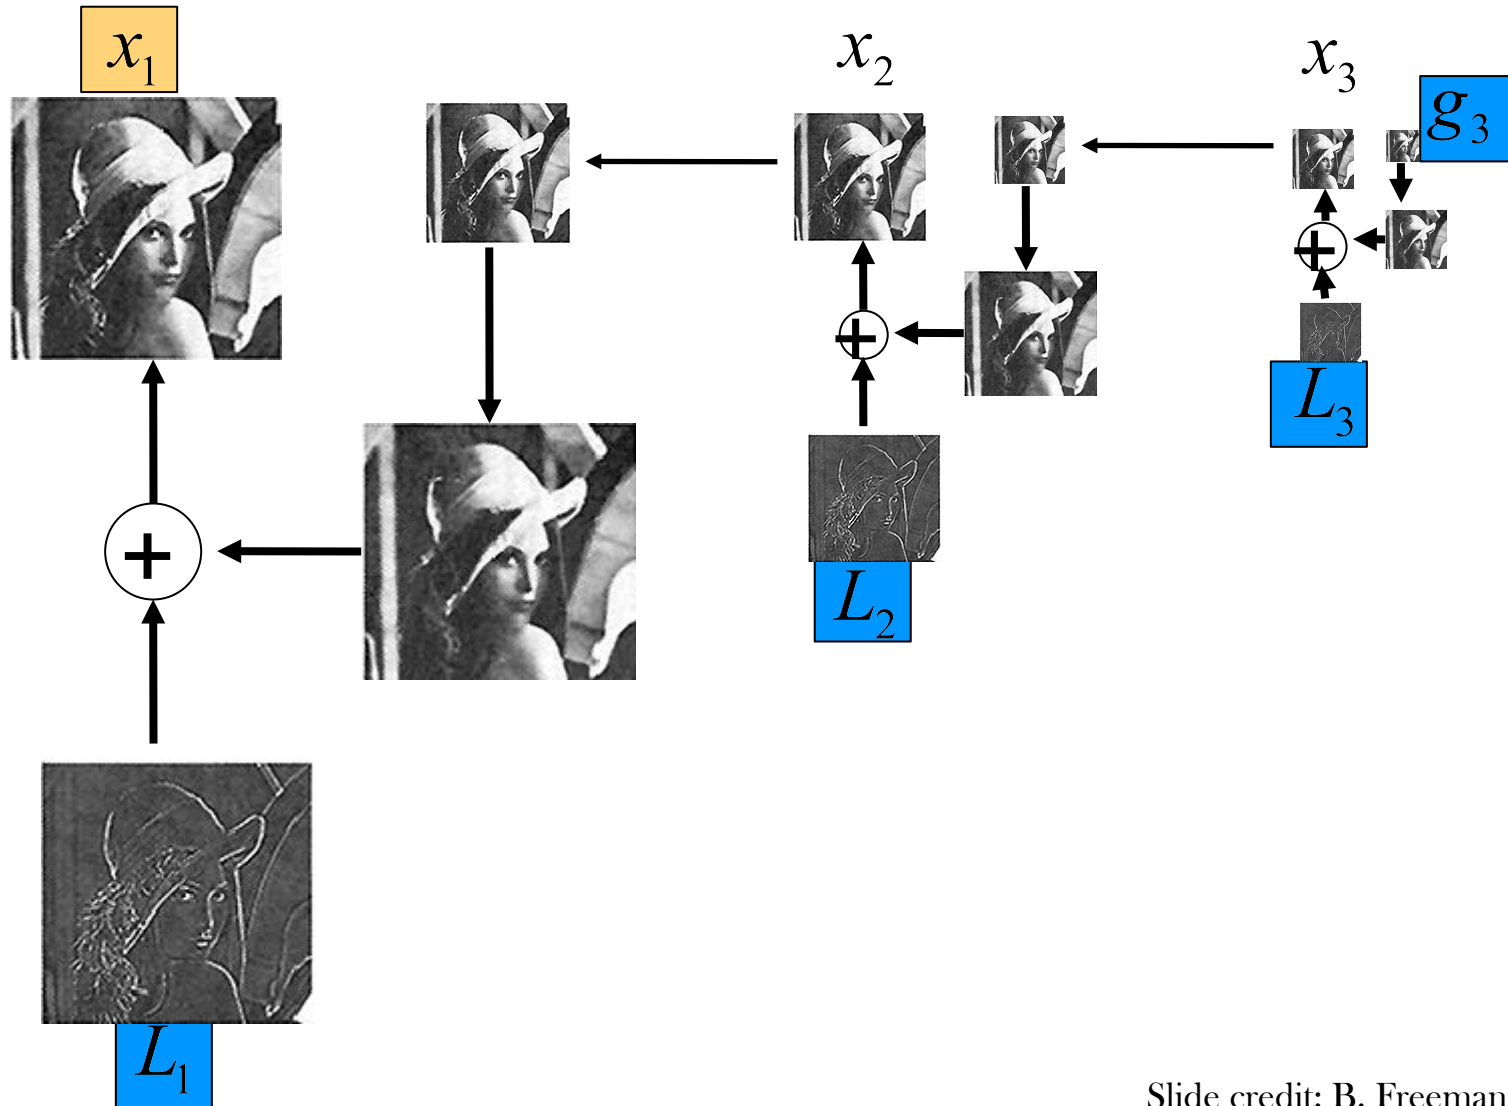 x₁
x₂
x₃
g₃
+
+
+
L₃
L₂
L₁
Slide credit: B. Freeman